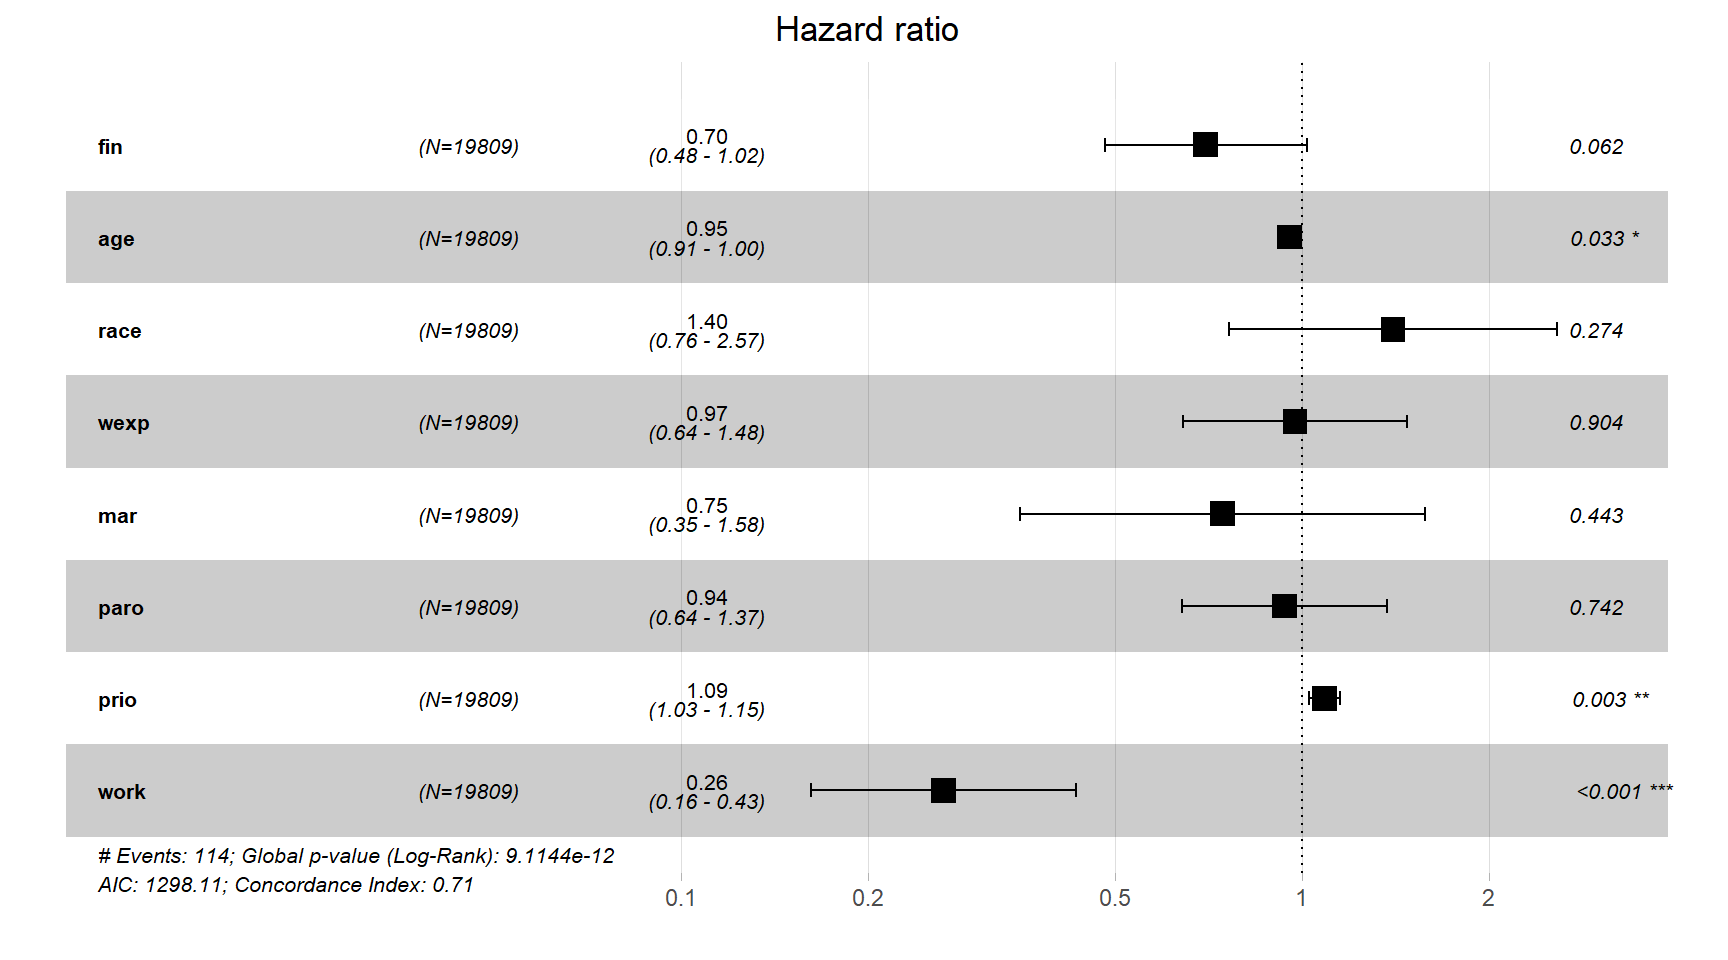 Hazard ratio
fin (N=19809) 0.70 (0.48 - 1.02) 0.062
age (N=19809) 0.95 (0.91 - 1.00) 0.033 *
race (N=19809) 1.40 (0.76 - 2.57) 0.274
wexp (N=19809) 0.97 (0.64 - 1.48) 0.904
mar (N=19809) 0.75 (0.35 - 1.58) 0.443
paro (N=19809) 0.94 (0.64 - 1.37) 0.742
prio (N=19809) 1.09 (1.03 - 1.15) 0.003 **
work (N=19809) 0.26 (0.16 - 0.43) <0.001 ***
# Events: 114; Global p-value (Log-Rank): 9.1144e-12
AIC: 1298.11; Concordance Index: 0.71
0.1 0.2 0.5 1 2